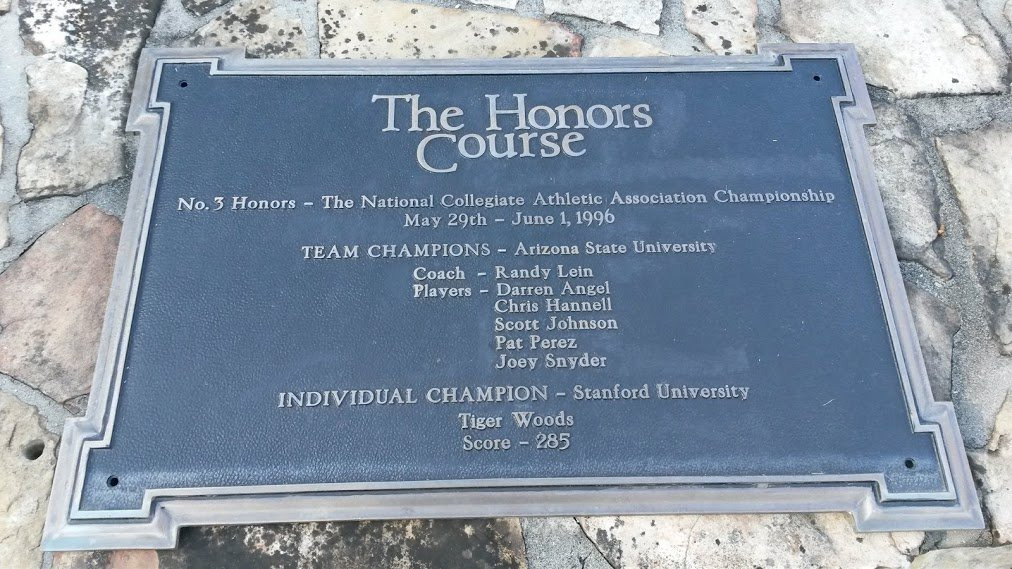 The Honors
Course
No. 3 Honors – The National Collegiate Athletic Association Championship
May 29th – June 1, 1996
TEAM CHAMPIONS – Arizona State University
Coach – Randy Lein
Players – Darren Angel
Chris Hannell
Scott Johnson
Pat Perez
Joey Snyder
INDIVIDUAL CHAMPION – Stanford University
Tiger Woods
Score – 285